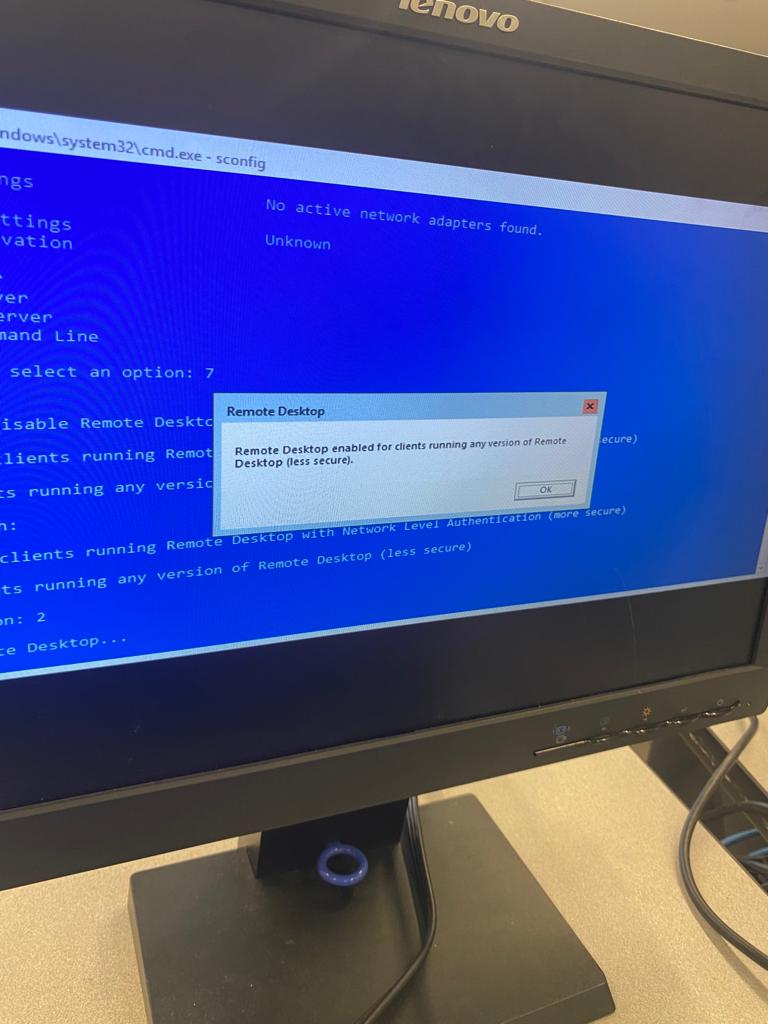 lenovo
ndows\system32\cmd.exe - sconfig
ngs
No active network adapters found.
ttings
vation
Unknown
ver
erver
mand Line
select an option: 7
Remote Desktop
isable Remote Deskto
Remote Desktop enabled for clients running any version of Remote
Desktop (less secure).
lients running Remot
ecure)
ts running any versic
OK
n:
clients running Remote Desktop with Network Level Authentication (more secure)
ts running any version of Remote Desktop (less secure)
on: 2
te Desktop...